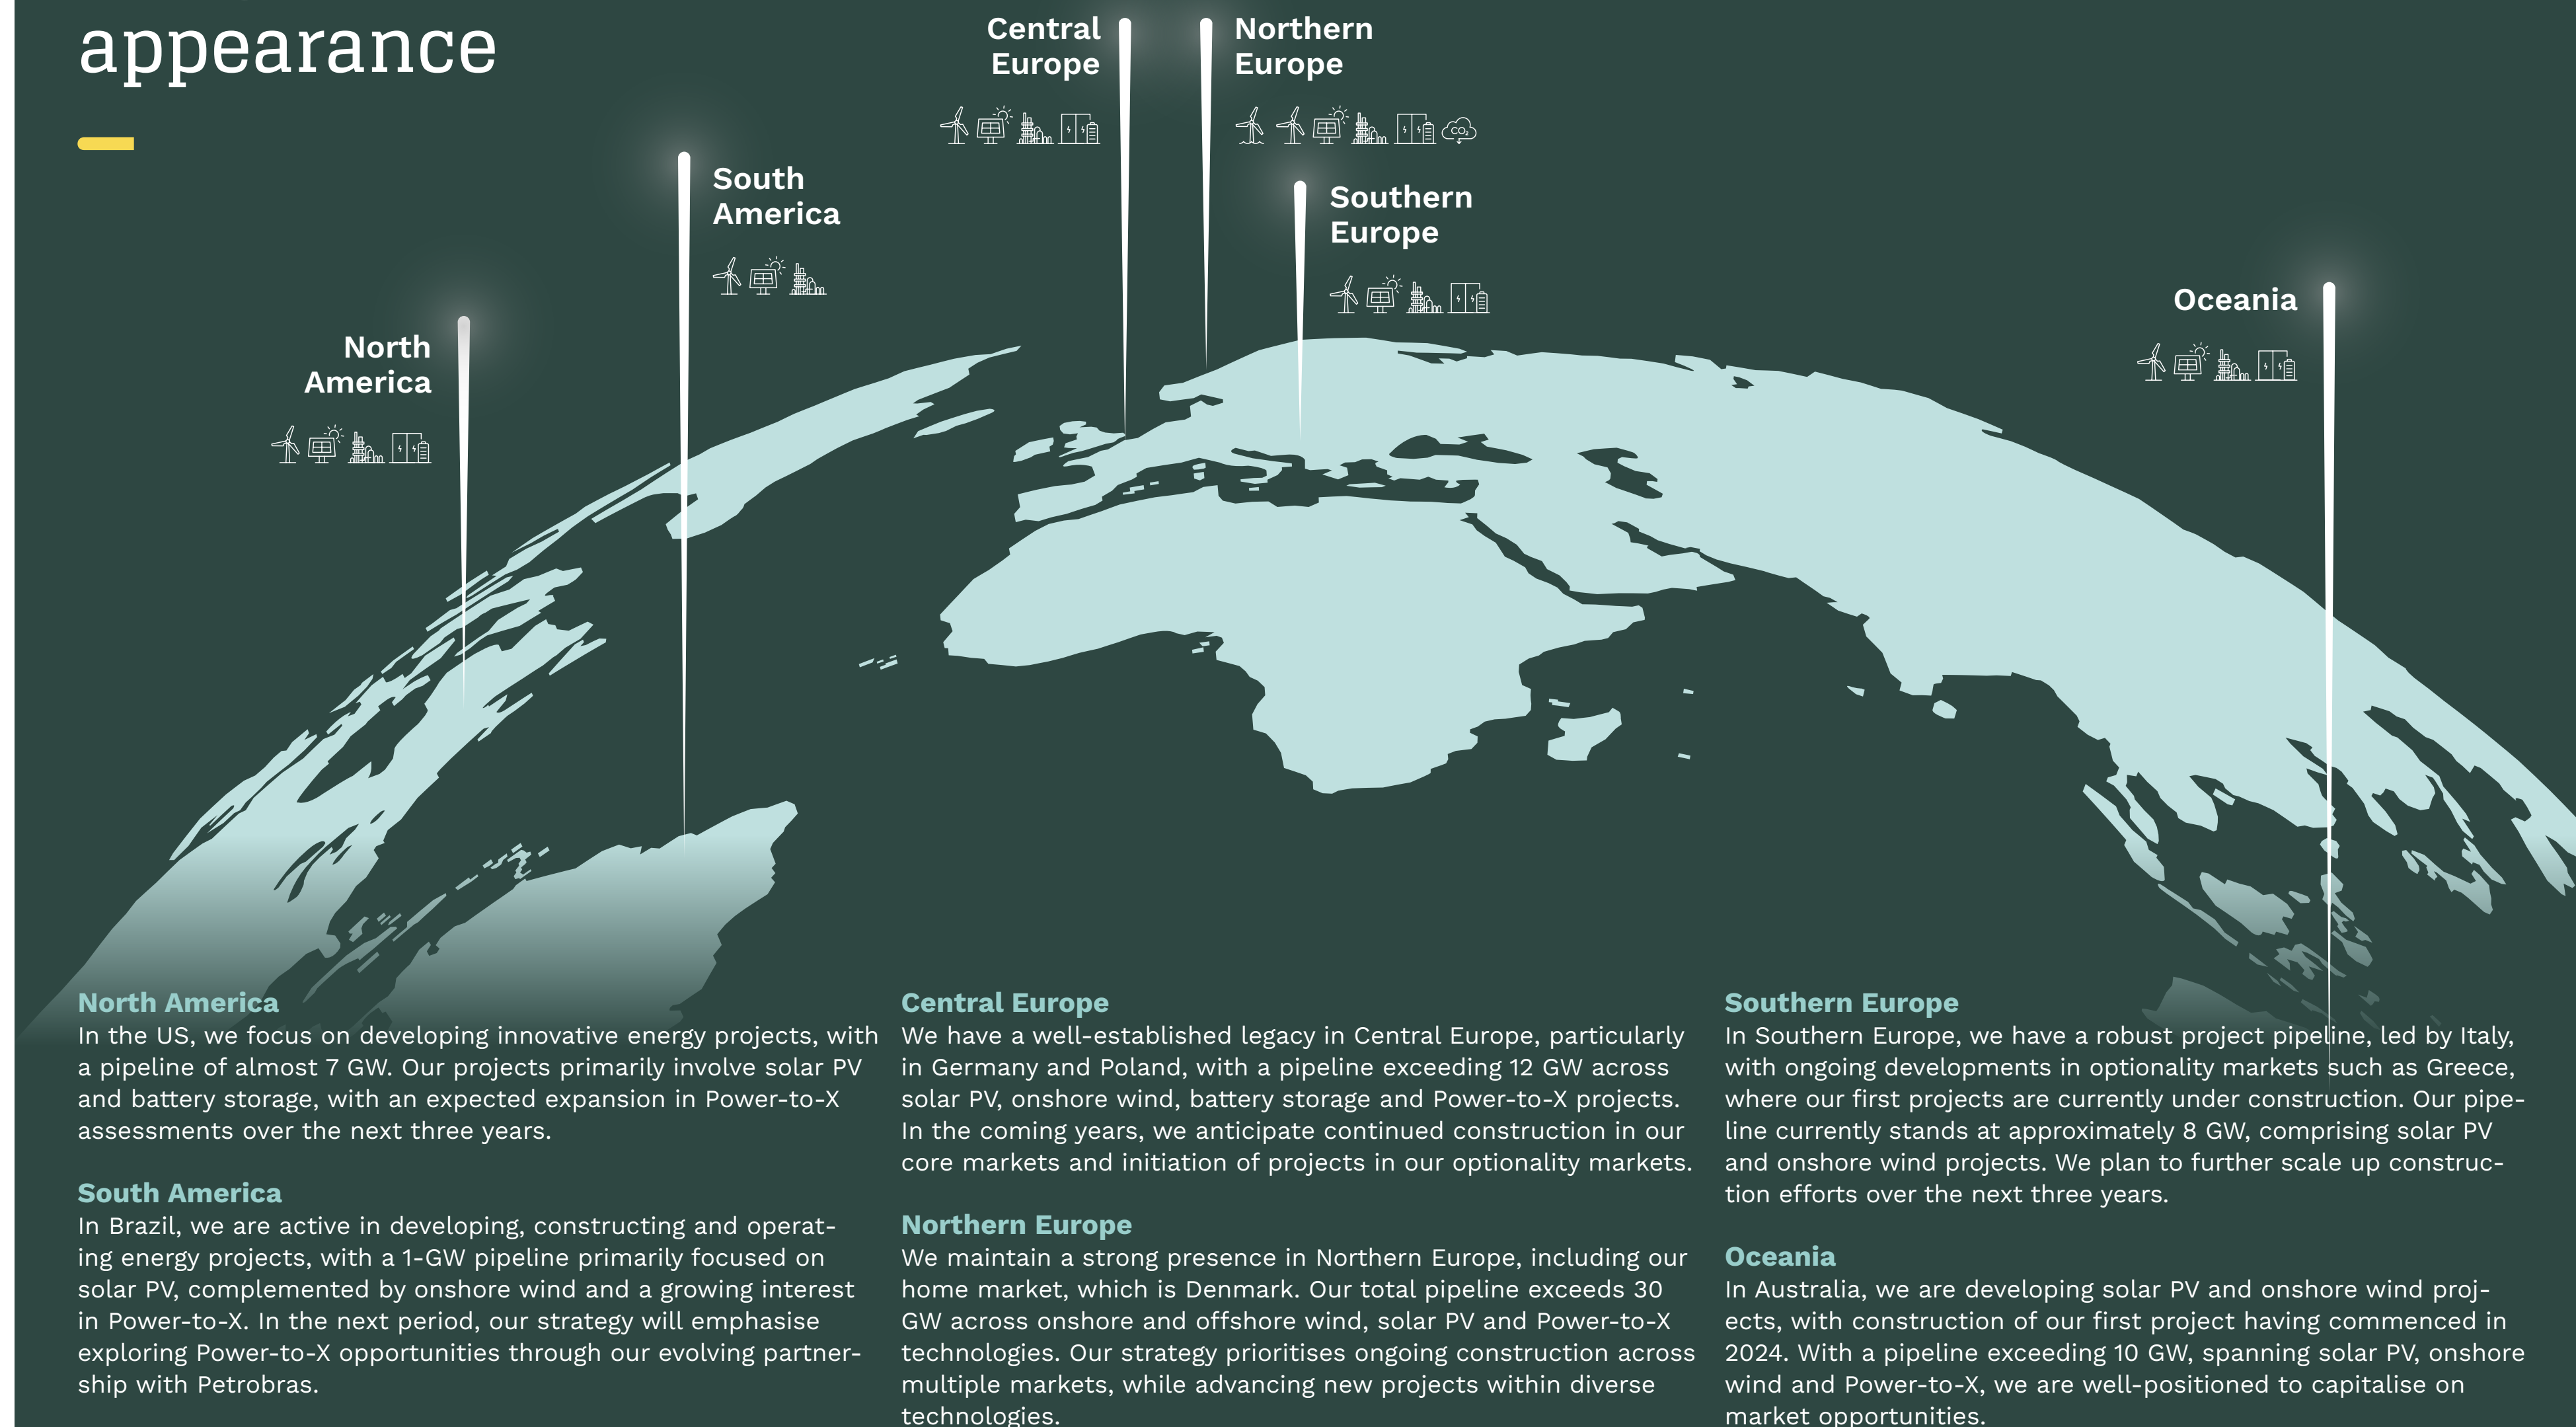 appearance
Central
Europe
Northern
Europe
CO₂
South
America
Southern
Europe
Oceania
North
America
North America
In the US, we focus on developing innovative energy projects, with
a pipeline of almost 7 GW. Our projects primarily involve solar PV
and battery storage, with an expected expansion in Power-to-X
assessments over the next three years.
South America
In Brazil, we are active in developing, constructing and operat-
ing energy projects, with a 1-GW pipeline primarily focused on
solar PV, complemented by onshore wind and a growing interest
in Power-to-X. In the next period, our strategy will emphasise
exploring Power-to-X opportunities through our evolving partner-
ship with Petrobras.
Central Europe
We have a well-established legacy in Central Europe, particularly
in Germany and Poland, with a pipeline exceeding 12 GW across
solar PV, onshore wind, battery storage and Power-to-X projects.
In the coming years, we anticipate continued construction in our
core markets and initiation of projects in our optionality markets.
Northern Europe
We maintain a strong presence in Northern Europe, including our
home market, which is Denmark. Our total pipeline exceeds 30
GW across onshore and offshore wind, solar PV and Power-to-X
technologies. Our strategy prioritises ongoing construction across
multiple markets, while advancing new projects within diverse
technologies.
Southern Europe
In Southern Europe, we have a robust project pipeline, led by Italy,
with ongoing developments in optionality markets such as Greece,
where our first projects are currently under construction. Our pipe-
line currently stands at approximately 8 GW, comprising solar PV
and onshore wind projects. We plan to further scale up construc-
tion efforts over the next three years.
Oceania
In Australia, we are developing solar PV and onshore wind proj-
ects, with construction of our first project having commenced in
2024. With a pipeline exceeding 10 GW, spanning solar PV, onshore
wind and Power-to-X, we are well-positioned to capitalise on
market opportunities.